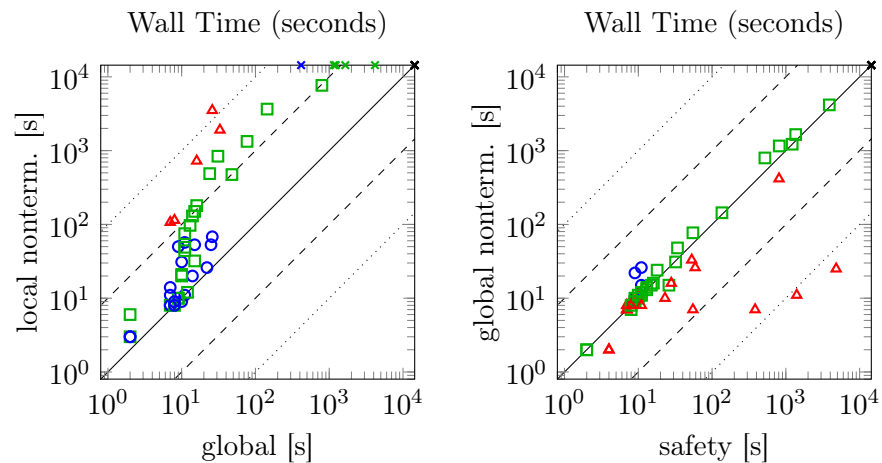 Wall Time (seconds)
10^4
10^3
10^2
10^1
10^0
local nonterm. [s]
10^0 10^1 10^2 10^3 10^4
global [s]
Wall Time (seconds)
10^4
10^3
10^2
10^1
10^0
global nonterm. [s]
10^0 10^1 10^2 10^3 10^4
safety [s]